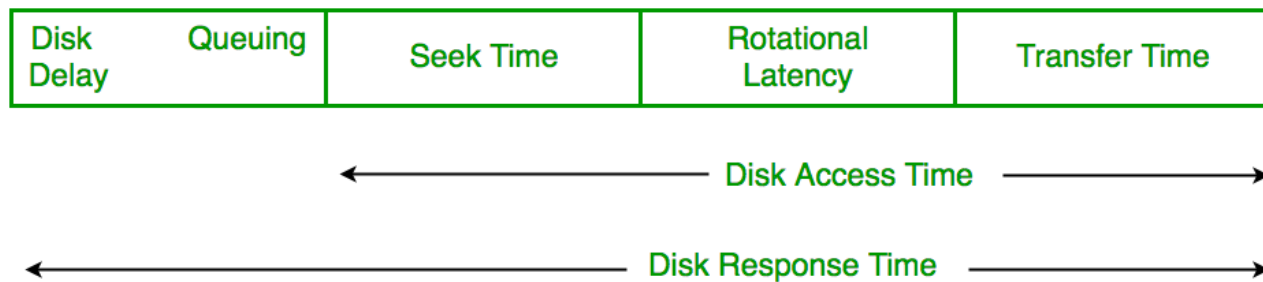 Disk Queuing
Delay
Seek Time
Rotational
Latency
Transfer Time
Disk Access Time
Disk Response Time